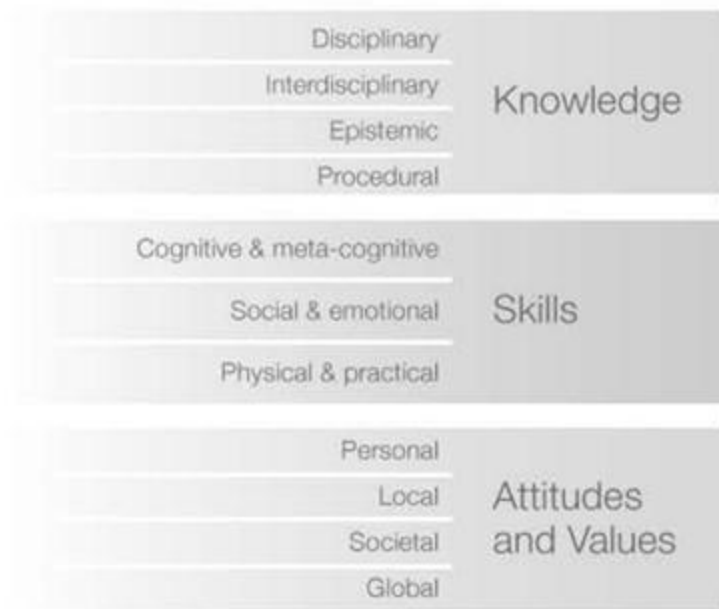 Disciplinary
Interdisciplinary
Epistemic
Procedural
Knowledge
Cognitive & meta-cognitive
Social & emotional
Physical & practical
Skills
Personal
Local
Societal
Global
Attitudes
and Values